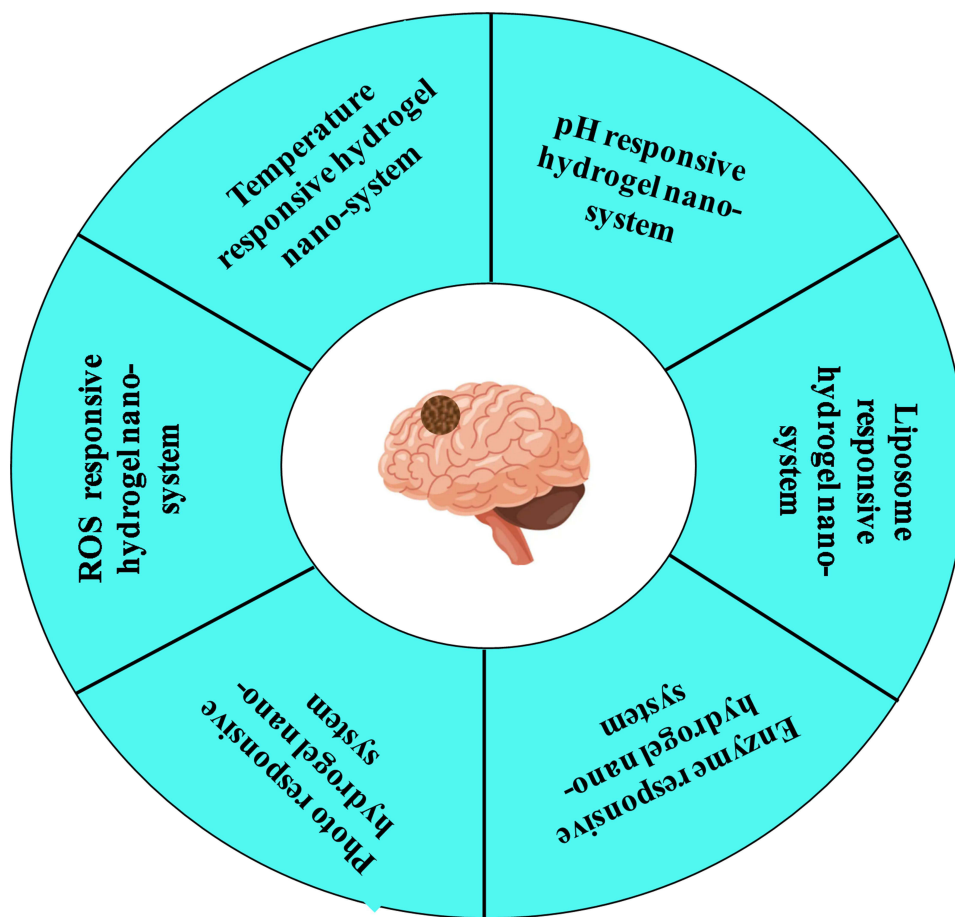 Temperature
responsive hydrogel
nano-system
pH responsive
hydrogel nano-
system
Liposome
responsive
hydrogel nano-
system
Enzyme responsive
hydrogel nano-
system
Photo responsive
hydrogel nano-
system
ROS responsive
hydrogel nano-
system